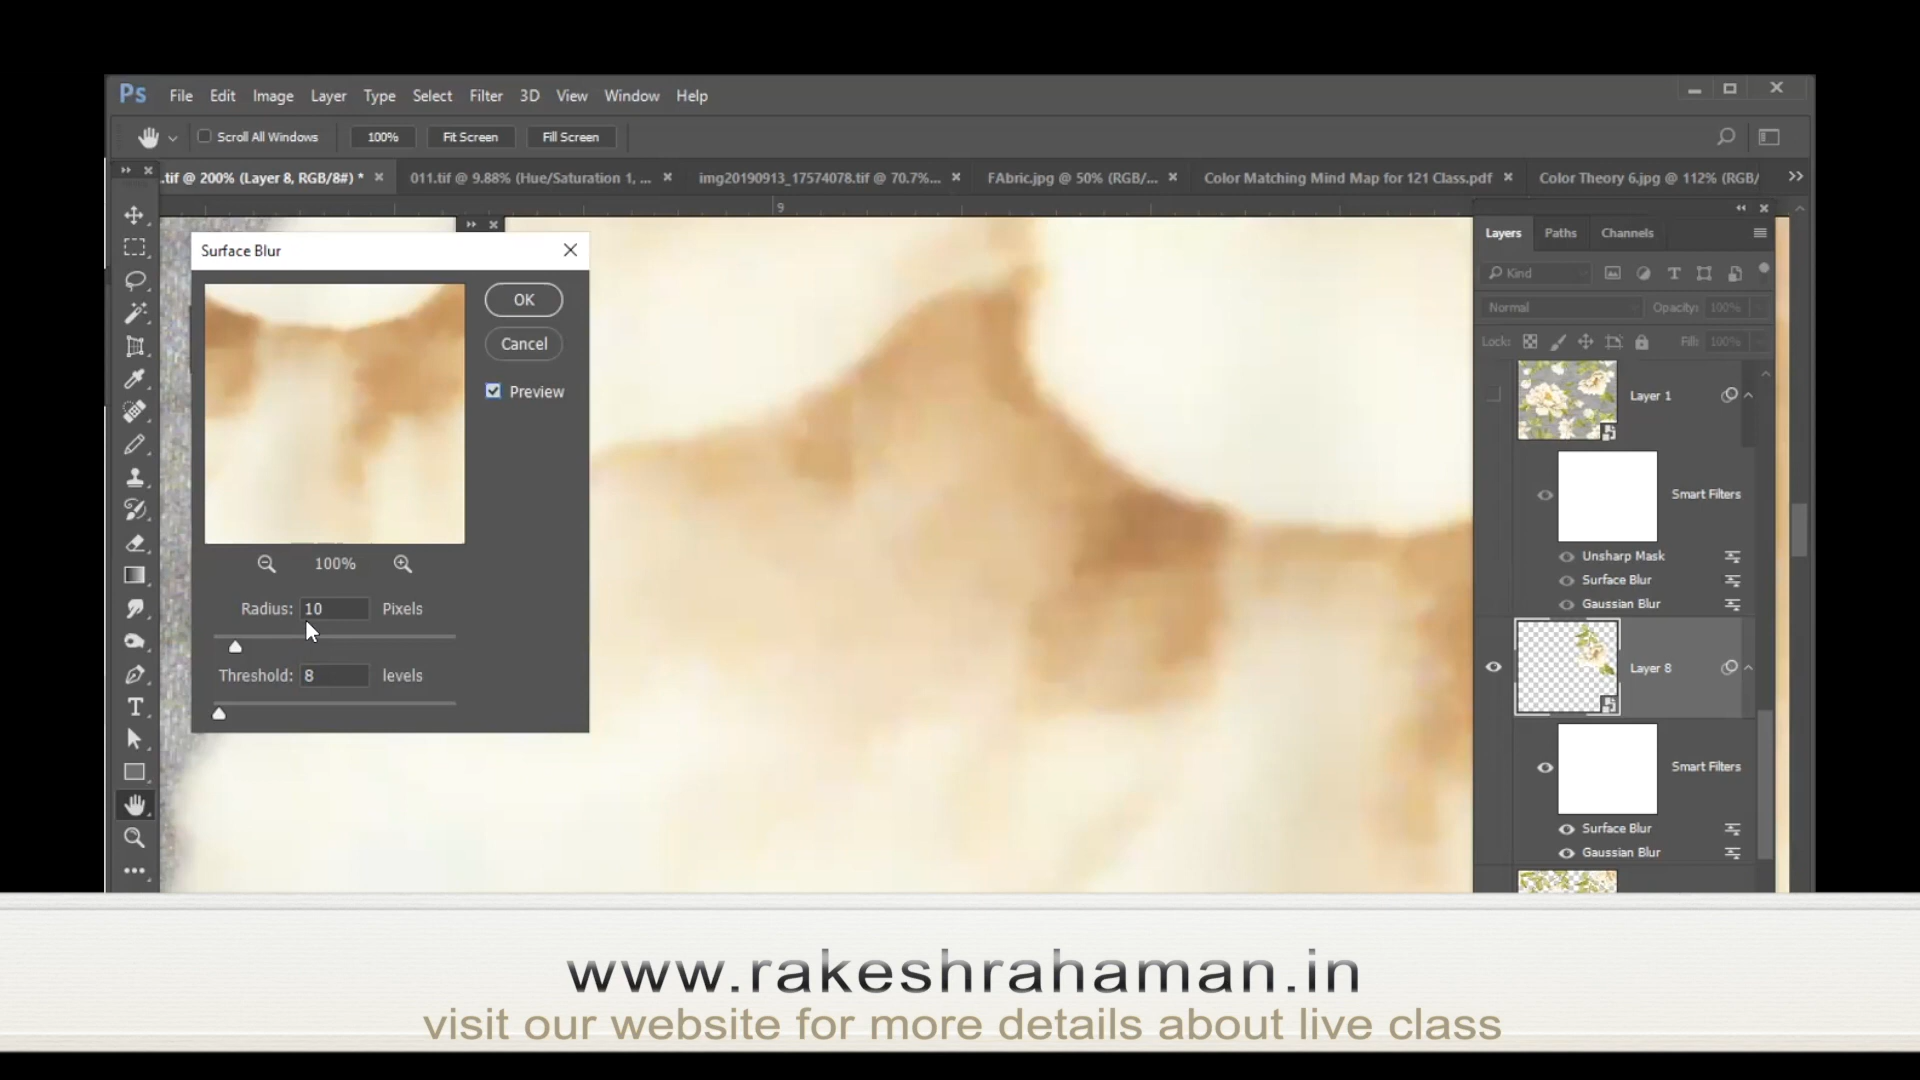 Ps File Edit Image Layer Type Select Filter 3D View Window Help
Scroll All Windows 100% Fit Screen Fill Screen
.tif @ 200% (Layer 8, RGB/8#) * 011.tif @ 9.88% (Hue/Saturation 1, ... img20190913_17574078.tif @ 70.7%... FAbric.jpg @ 50% (RGB/... Color Matching Mind Map for 121 Class.pdf Color Theory 6.jpg @ 112% (RGB/
9
Surface Blur
OK
Cancel
Preview
100%
Radius: 10 Pixels
Threshold: 8 levels
Layers Paths Channels
Kind
Normal Opacity: 100%
Lock: Fill: 100%
Layer 1
Smart Filters
Unsharp Mask
Surface Blur
Gaussian Blur
Layer 8
Smart Filters
Surface Blur
Gaussian Blur
www.rakeshrahaman.in
visit our website for more details about live class